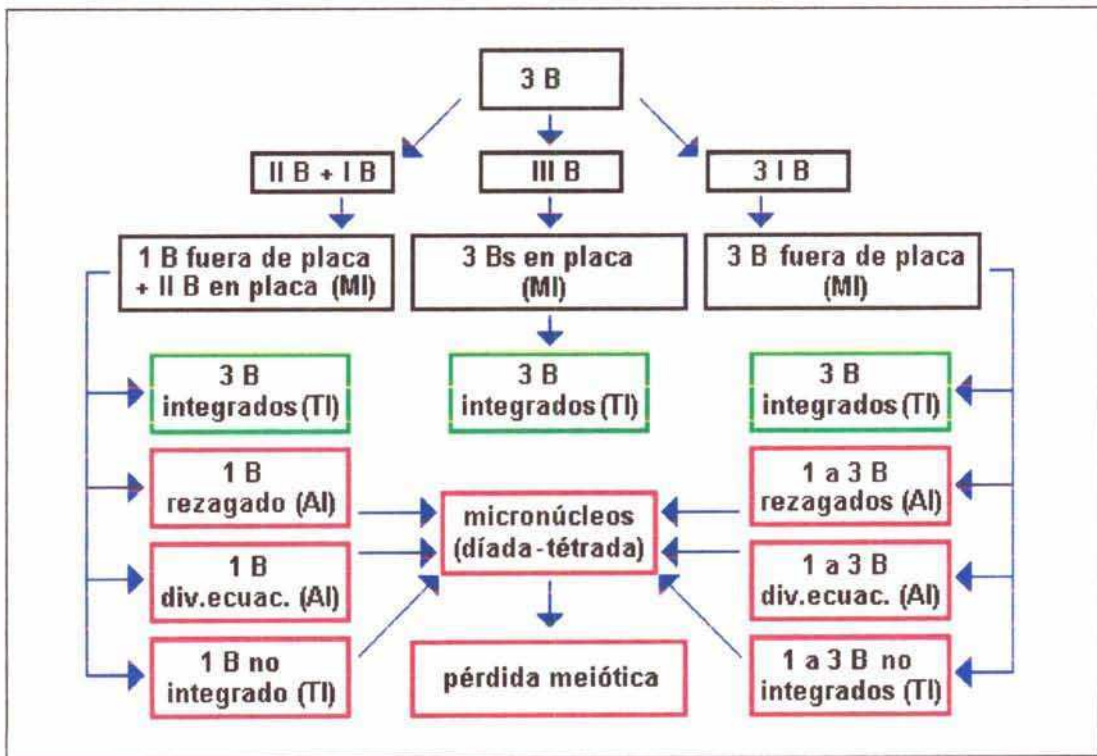 3 B
II B + I B
III B
3 I B
1 B fuera de placa
+ II B en placa (MI)
3 Bs en placa
(MI)
3 B fuera de placa
(MI)
3 B
integrados (TI)
3 B
integrados (TI)
3 B
integrados (TI)
1 B
rezagado (AI)
micronúcleos
(díada-tétrada)
1 a 3 B
rezagados (AI)
1 B
div.ecuac. (AI)
1 a 3 B
div.ecuac. (AI)
1 B no
integrado (TI)
pérdida meiótica
1 a 3 B no
integrados (TI)